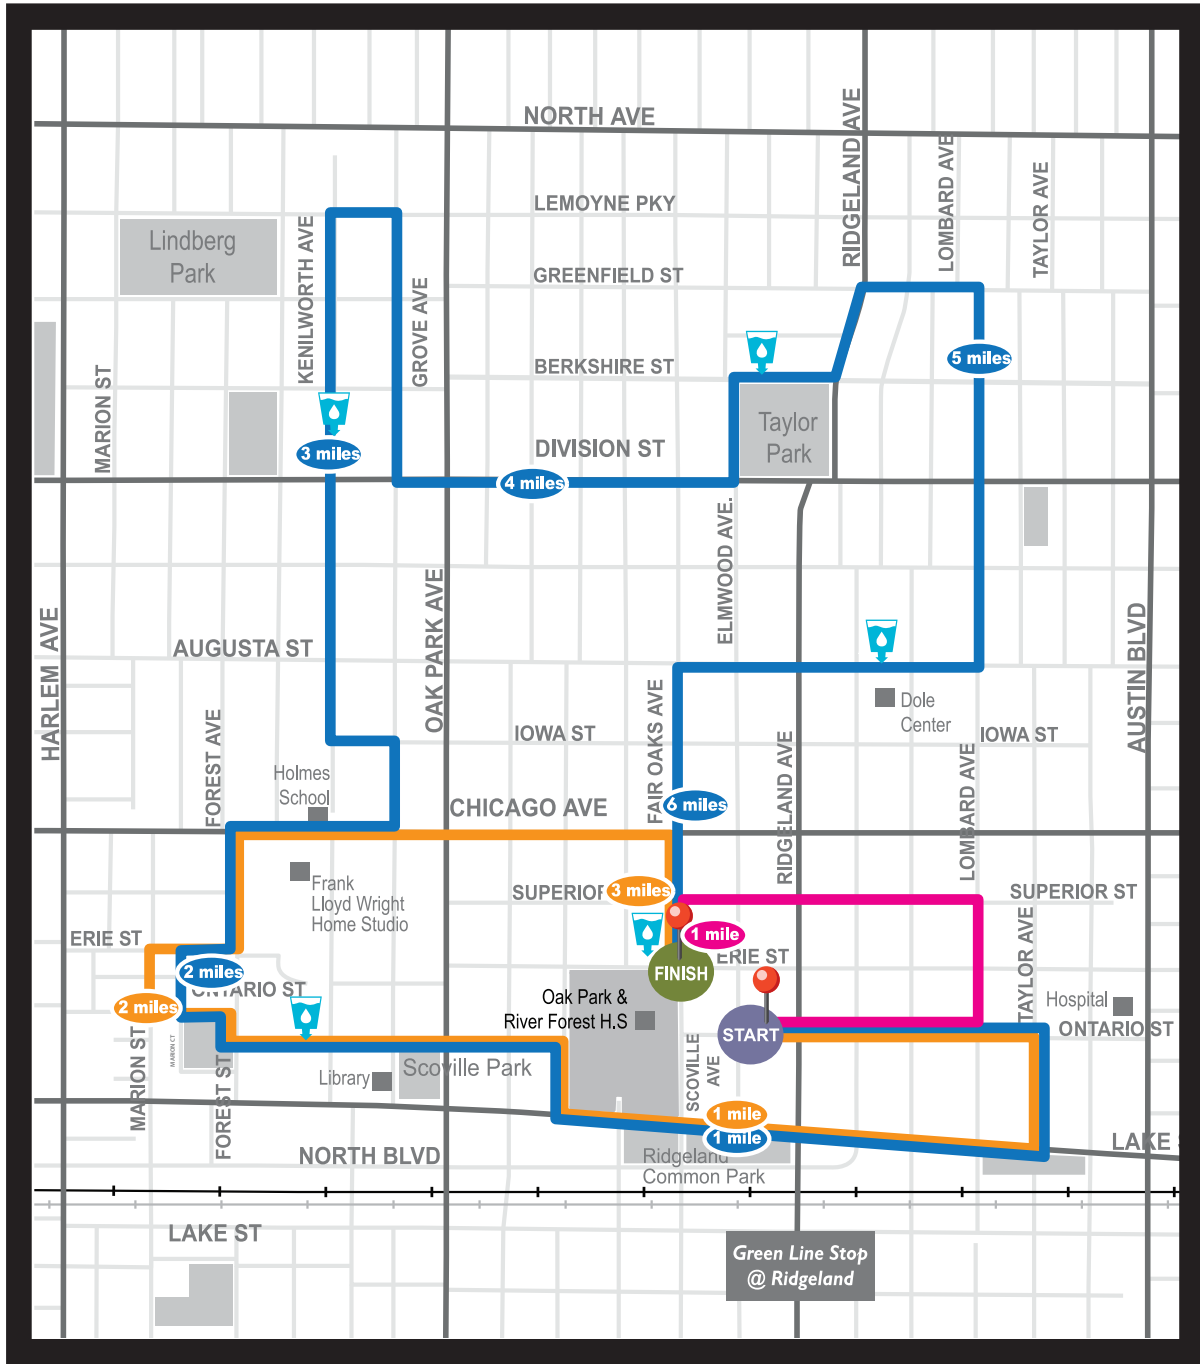 NORTH AVE
RIDGELAND AVE
LOMBARD AVE
TAYLOR AVE
LEMOYNE PKY
Lindberg
Park
KENILWORTH AVE
GROVE AVE
GREENFIELD ST
MARION ST
BERKSHIRE ST
5 miles
Taylor
Park
DIVISION ST
3 miles
4 miles
ELMWOOD AVE.
HARLEM AVE
OAK PARK AVE
AUGUSTA ST
AUSTIN BLVD
FOREST AVE
FAIR OAKS AVE
Dole
Center
IOWA ST
IOWA ST
RIDGELAND AVE
LOMBARD AVE
Holmes
School
CHICAGO AVE
6 miles
Frank
Lloyd Wright
Home Studio
SUPERIOR
3 miles
SUPERIOR ST
ERIE ST
1 mile
ERIE ST
2 miles
FINISH
TAYLOR AVE
ONTARIO ST
2 miles
Oak Park &
River Forest H.S
Hospital
START
ONTARIO ST
MARION ST
MARION CT
FOREST ST
Scoville Park
Library
SCOVILLE
AVE
1 mile
1 mile
LAKE S
NORTH BLVD
Ridgeland
Common Park
LAKE ST
Green Line Stop
@ Ridgeland